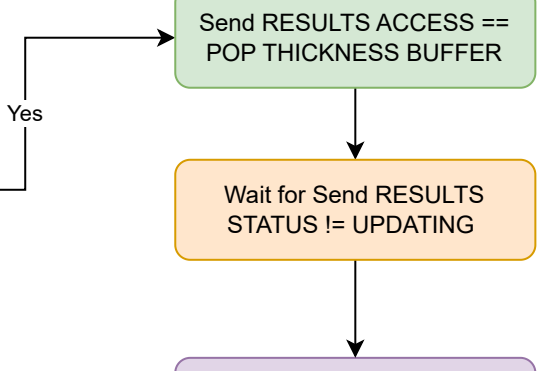 Send RESULTS ACCESS ==
POP THICKNESS BUFFER
Yes
Wait for Send RESULTS
STATUS != UPDATING